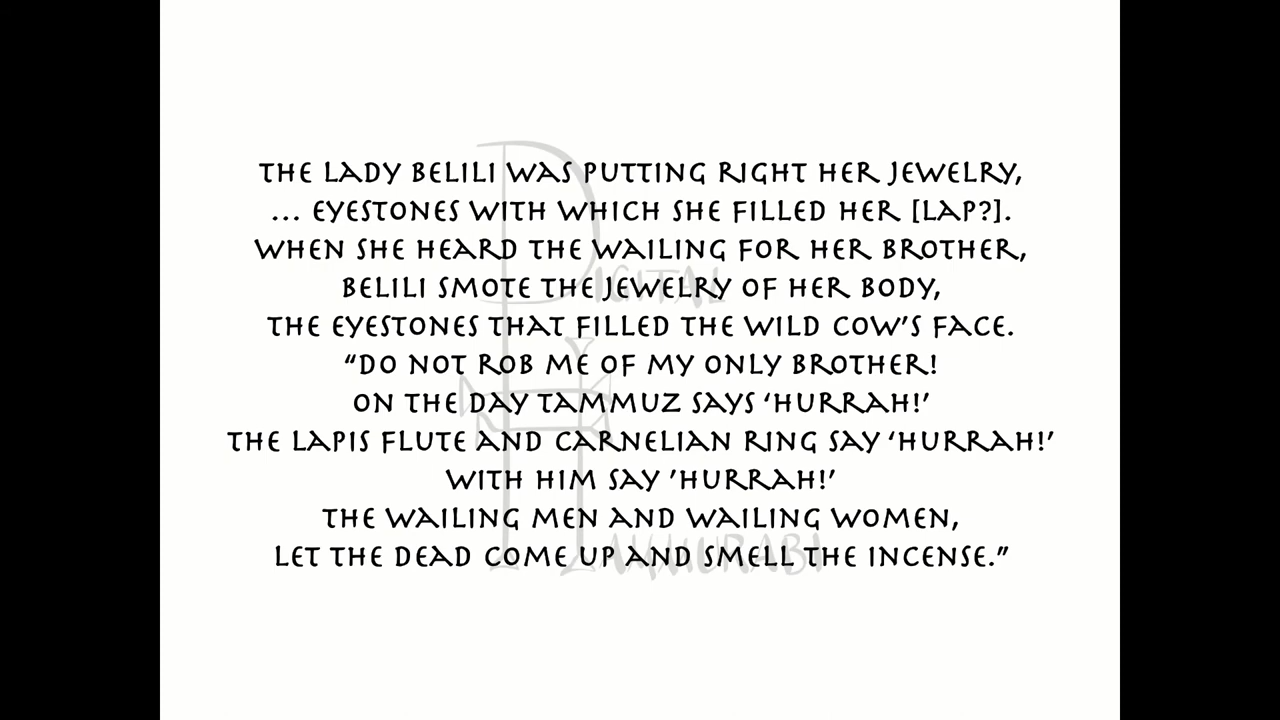 THE LADY BELILI WAS PUTTING RIGHT HER JEWELRY,
... EYESTONES WITH WHICH SHE FILLED HER [LAP?].
WHEN SHE HEARD THE WAILING FOR HER BROTHER,
BELILI SMOTE THE JEWELRY OF HER BODY,
THE EYESTONES THAT FILLED THE WILD COW’S FACE.
“DO NOT ROB ME OF MY ONLY BROTHER!
ON THE DAY TAMMUZ SAYS ‘HURRAH!’
THE LAPIS FLUTE AND CARNELIAN RING SAY ‘HURRAH!’
WITH HIM SAY ’HURRAH!’
THE WAILING MEN AND WAILING WOMEN,
LET THE DEAD COME UP AND SMELL THE INCENSE.”
DIGITAL
HAMMURABI